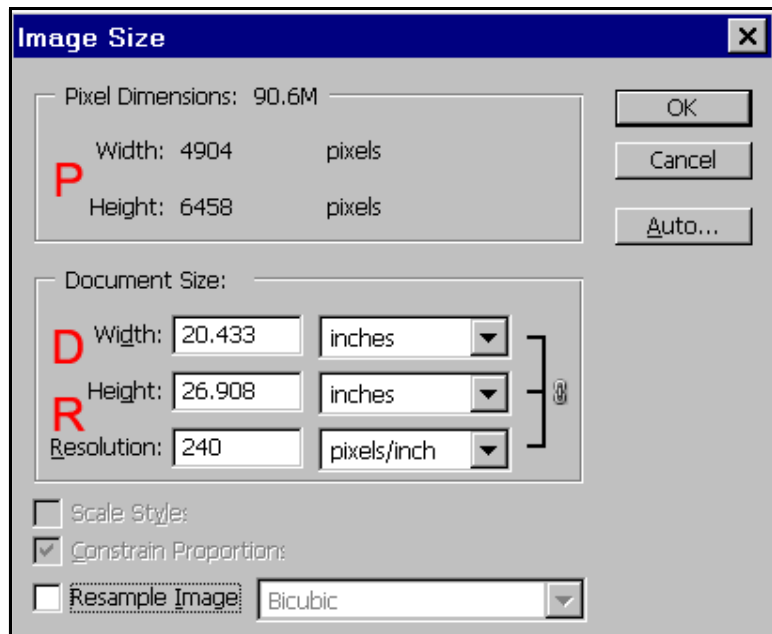 Image Size
Pixel Dimensions: 90.6M
OK
Width: 4904 pixels
P
Cancel
Height: 6458 pixels
Auto...
Document Size:
D
Width: 20.433 inches
Height: 26.908 inches
R
Resolution: 240 pixels/inch
Scale Styles
Constrain Proportions
Resample Image Bicubic